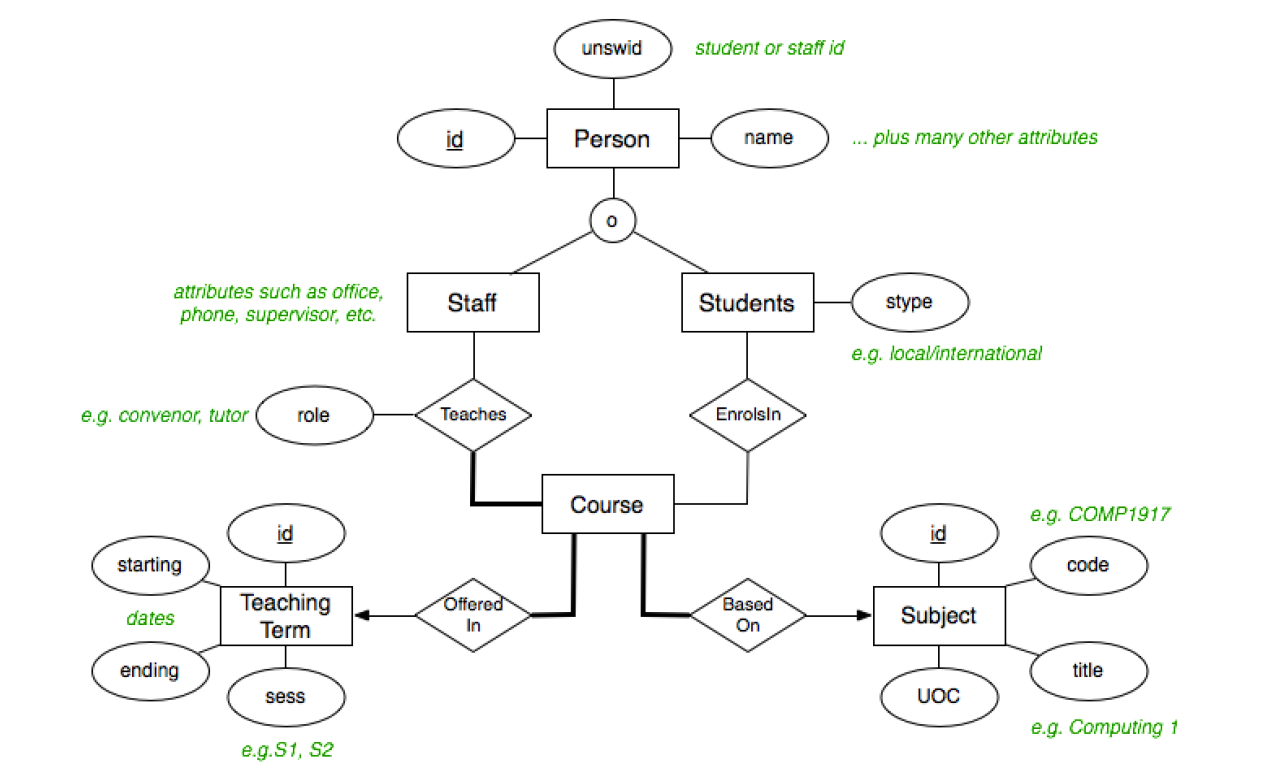 unswid
student or staff id
id
Person
name
... plus many other attributes
o
attributes such as office,
phone, supervisor, etc.
Staff
Students
stype
e.g. local/international
e.g. convenor, tutor
role
Teaches
EnrolsIn
Course
id
id
e.g. COMP1917
starting
code
dates
Teaching
Term
Offered
In
Based
On
Subject
ending
title
sess
UOC
e.g.S1, S2
e.g. Computing 1